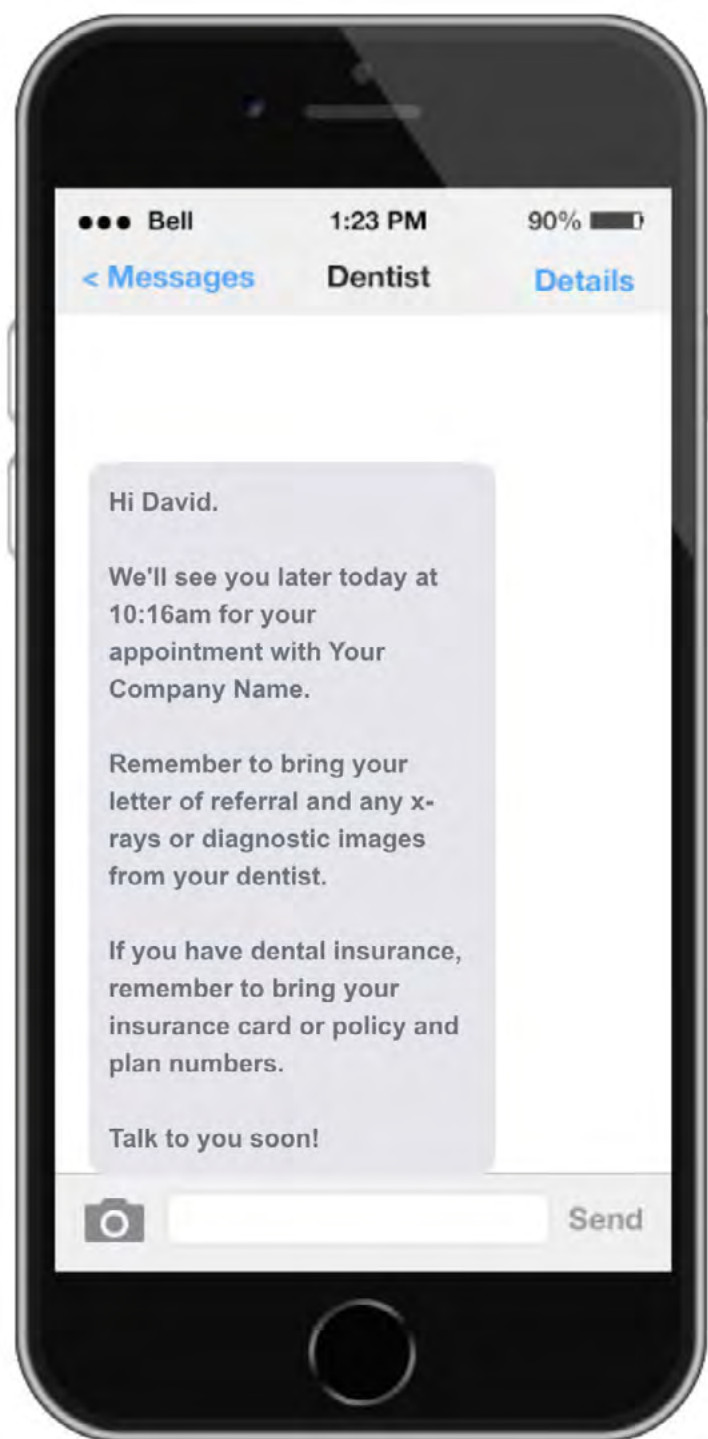 Bell 1:23 PM 90%
< Messages Dentist Details
Hi David.
We'll see you later today at
10:16am for your
appointment with Your
Company Name.
Remember to bring your
letter of referral and any x-
rays or diagnostic images
from your dentist.
If you have dental insurance,
remember to bring your
insurance card or policy and
plan numbers.
Talk to you soon!
Send